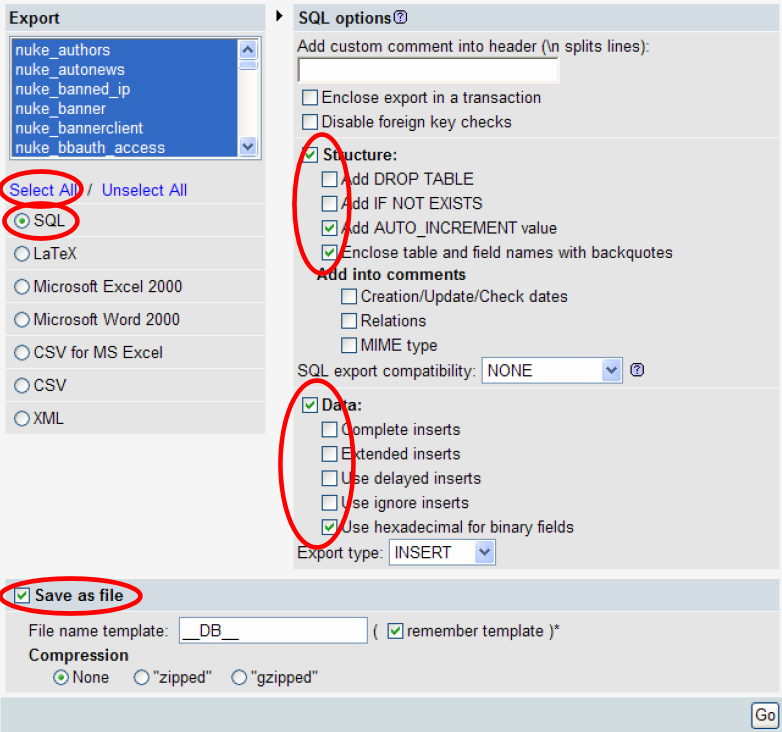 Export
nuke_authors
nuke_autonews
nuke_banned_ip
nuke_banner
nuke_bannerclient
nuke_bbauth_access
Select All / Unselect All
SQL
LaTeX
Microsoft Excel 2000
Microsoft Word 2000
CSV for MS Excel
CSV
XML
SQL options
Add custom comment into header (\n splits lines):
Enclose export in a transaction
Disable foreign key checks
Structure:
Add DROP TABLE
Add IF NOT EXISTS
Add AUTO_INCREMENT value
Enclose table and field names with backquotes
Add into comments
Creation/Update/Check dates
Relations
MIME type
SQL export compatibility: NONE
Data:
Complete inserts
Extended inserts
Use delayed inserts
Use ignore inserts
Use hexadecimal for binary fields
Export type: INSERT
Save as file
File name template: __DB__ ( remember template )*
Compression
None "zipped" "gzipped"
Go